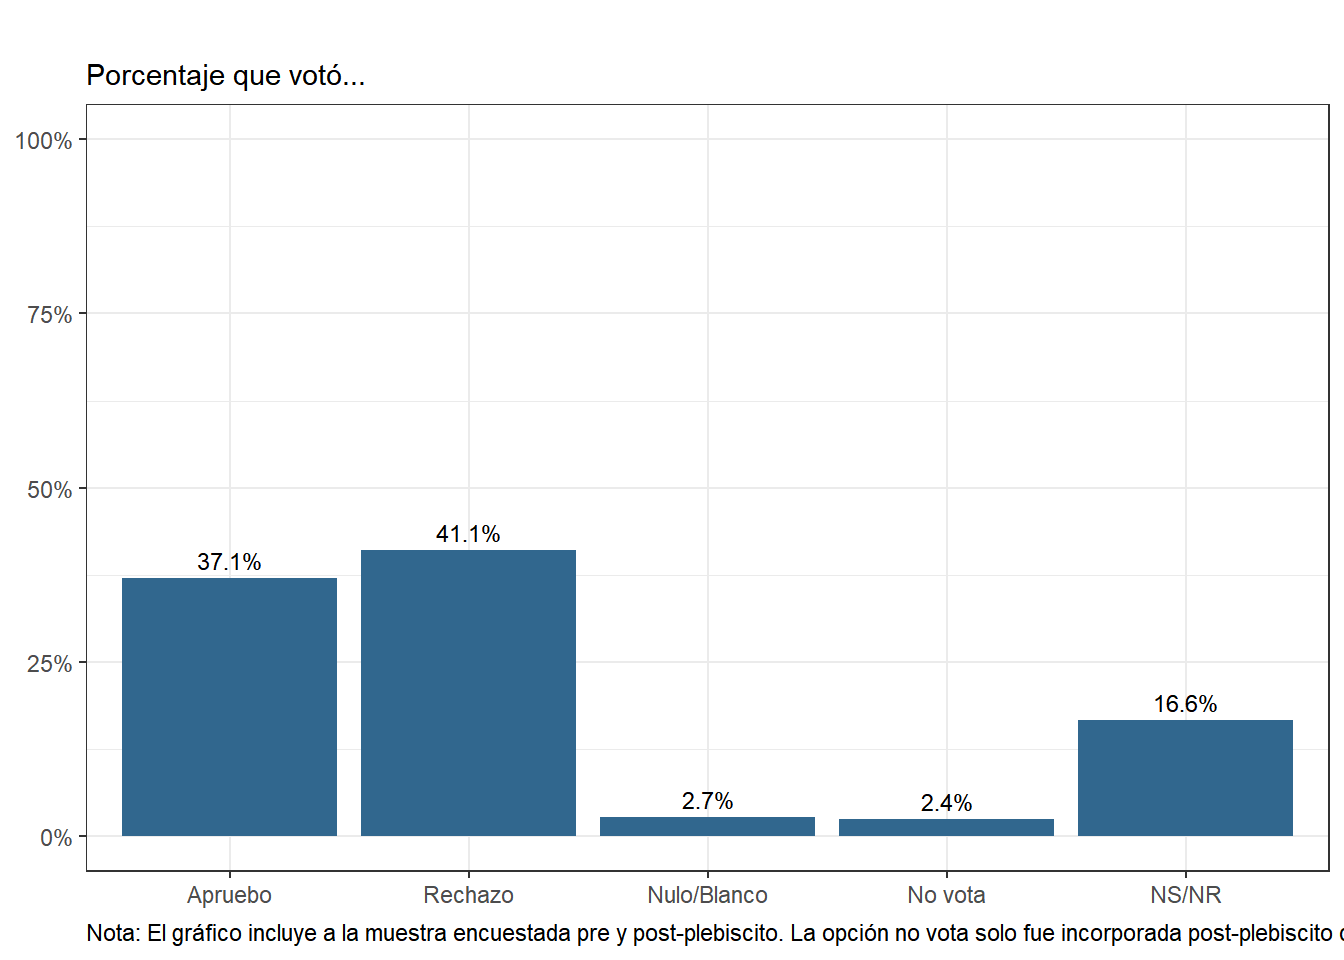 Porcentaje que votó...
100%
75%
50%
25%
0%
37.1%
41.1%
2.7%
2.4%
16.6%
Apruebo
Rechazo
Nulo/Blanco
No vota
NS/NR
Nota: El gráfico incluye a la muestra encuestada pre y post-plebiscito. La opción no vota solo fue incorporada post-plebiscito